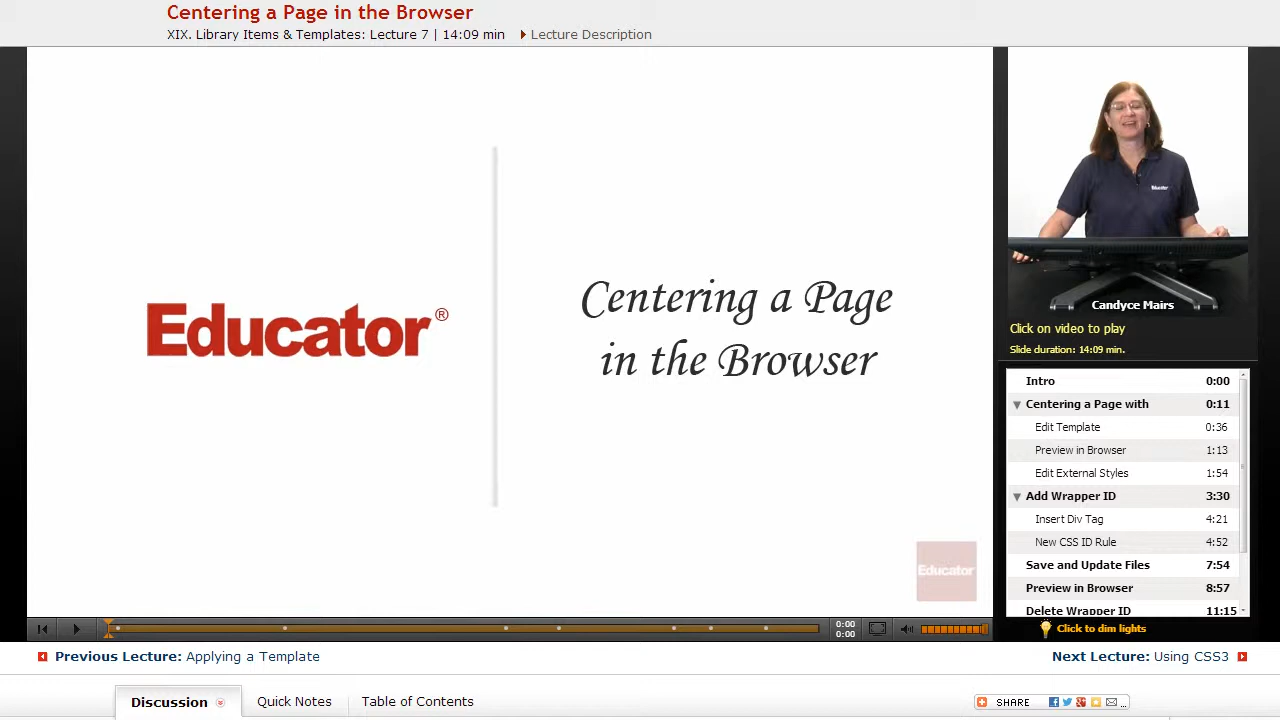 Centering a Page in the Browser
XIX. Library Items & Templates: Lecture 7 | 14:09 min
Lecture Description
Educator®
Centering a Page
in the Browser
Educator
Educator
Candyce Mairs
Click on video to play
Slide duration: 14:09 min.
Intro 0:00
Centering a Page with 0:11
Edit Template 0:36
Preview in Browser 1:13
Edit External Styles 1:54
Add Wrapper ID 3:30
Insert Div Tag 4:21
New CSS ID Rule 4:52
Save and Update Files 7:54
Preview in Browser 8:57
Delete Wrapper ID 11:15
0:00
0:00
Click to dim lights
Previous Lecture: Applying a Template
Next Lecture: Using CSS3
Discussion
Quick Notes
Table of Contents
SHARE